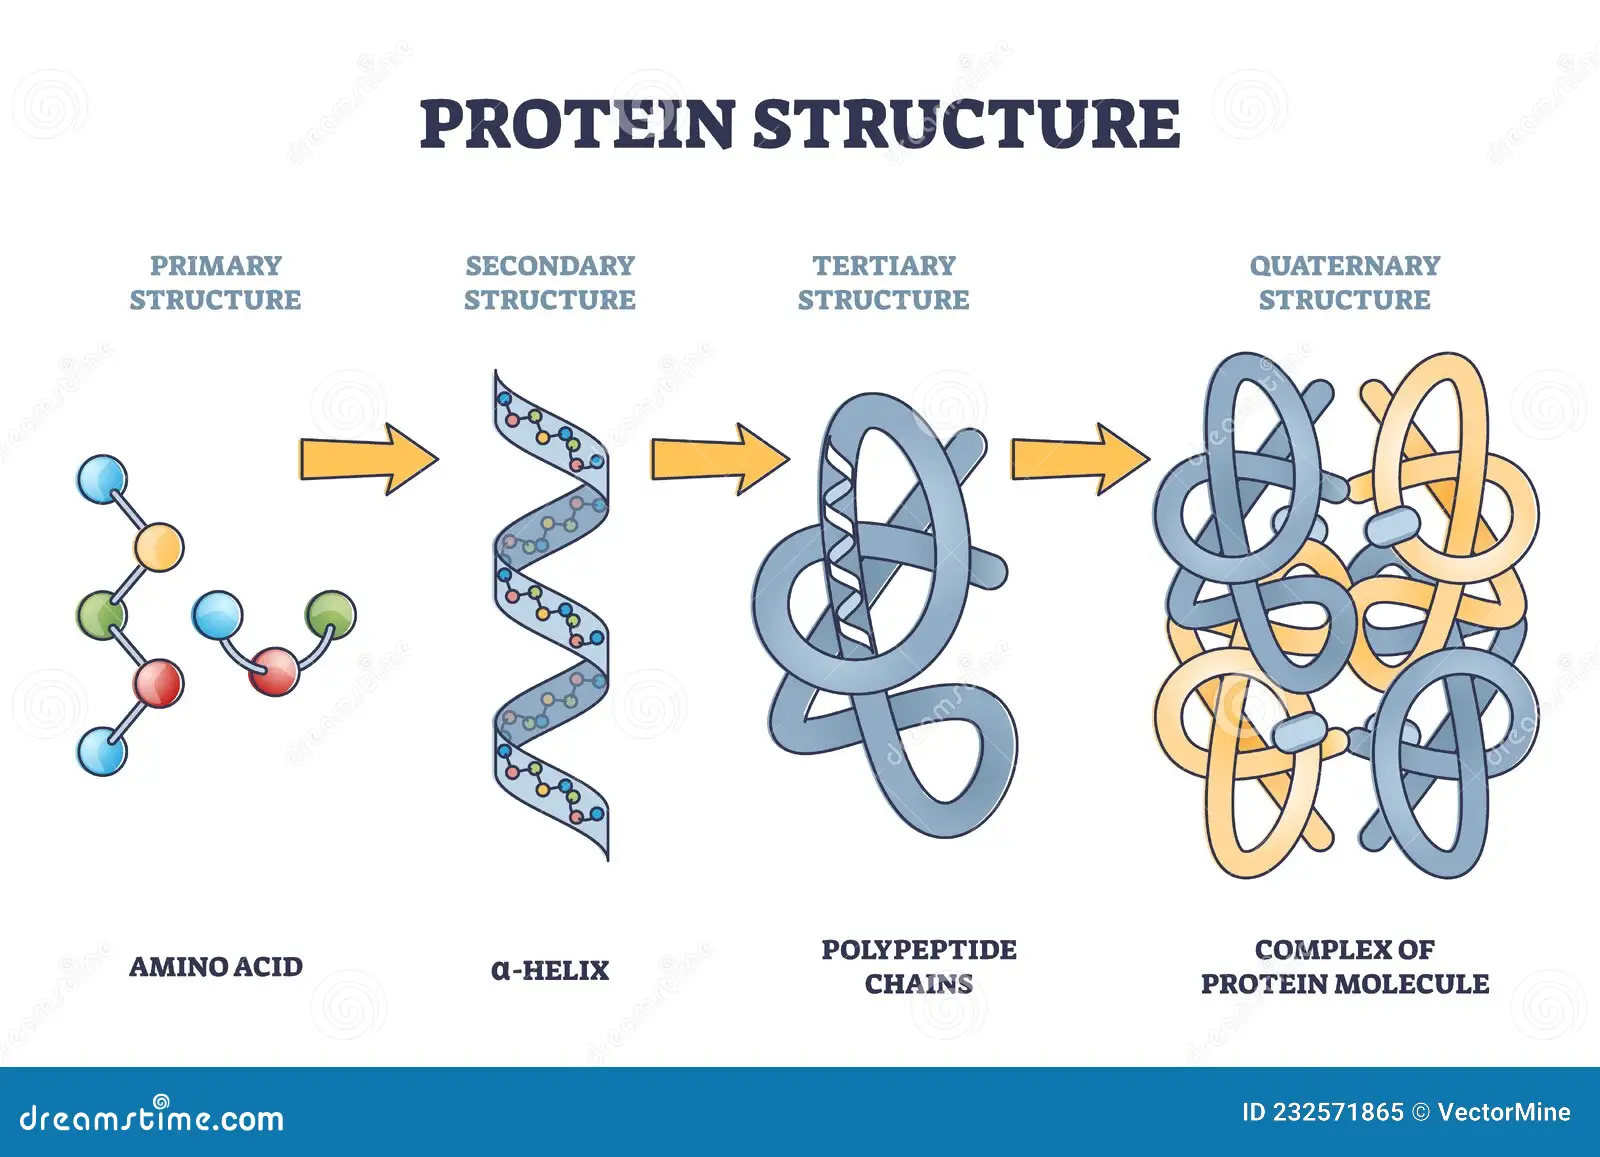 PROTEIN STRUCTURE
PRIMARY
STRUCTURE
SECONDARY
STRUCTURE
TERTIARY
STRUCTURE
QUATERNARY
STRUCTURE
AMINO ACID
α-HELIX
POLYPEPTIDE
CHAINS
COMPLEX OF
PROTEIN MOLECULE
dreamstime.com
ID 232571865 © VectorMine